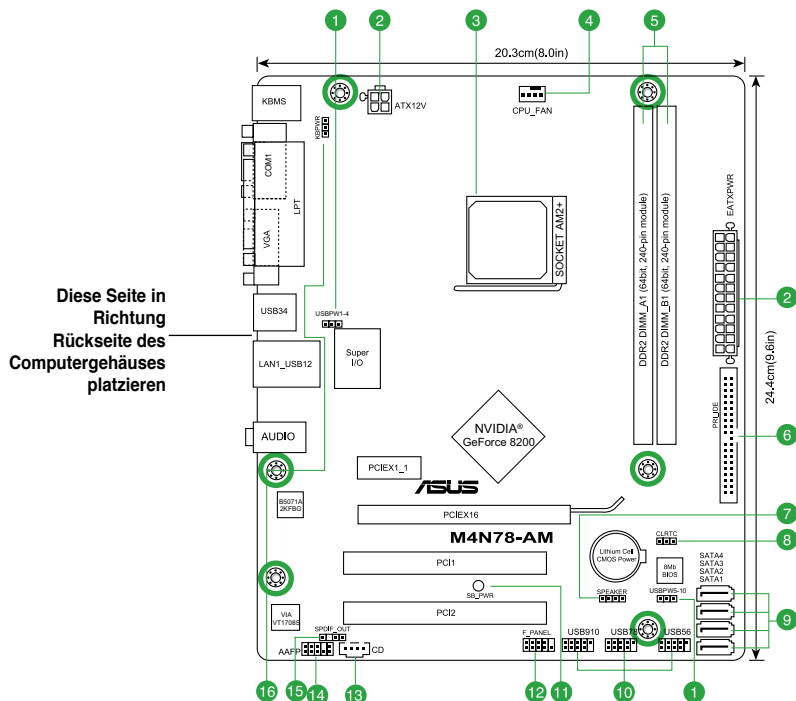 1 2 3 4 5
20.3cm(8.0in)
KBMS
KBPWR
ATX12V
CPU_FAN
COM1
LPT
VGA
SOCKET AM2+
DDR2 DIMM_A1 (64bit, 240-pin module)
DDR2 DIMM_B1 (64bit, 240-pin module)
EATXPWR
2
24.4cm(9.6in)
Diese Seite in
Richtung
Rückseite des
Computergehäuses
platzieren
USB34
USBPW1-4
LAN1_USB12
Super
I/O
PRI_IDE
6
NVIDIA®
GeForce 8200
AUDIO
PCIEX1_1
B5071A
2KFBG
ASUS
7
PCIEX16
M4N78-AM
CLRTC
8
Lithium Cell
CMOS Power
8Mb
BIOS
SATA4
SATA3
SATA2
SATA1
PCI1
SB_PWR
SPEAKER
USBPW5-10
9
VIA
VT1708S
PCI2
SPDIF_OUT
AAFP
CD
F_PANEL
USB910
USB78
USB56
16 15 14 13 12 11 10 1